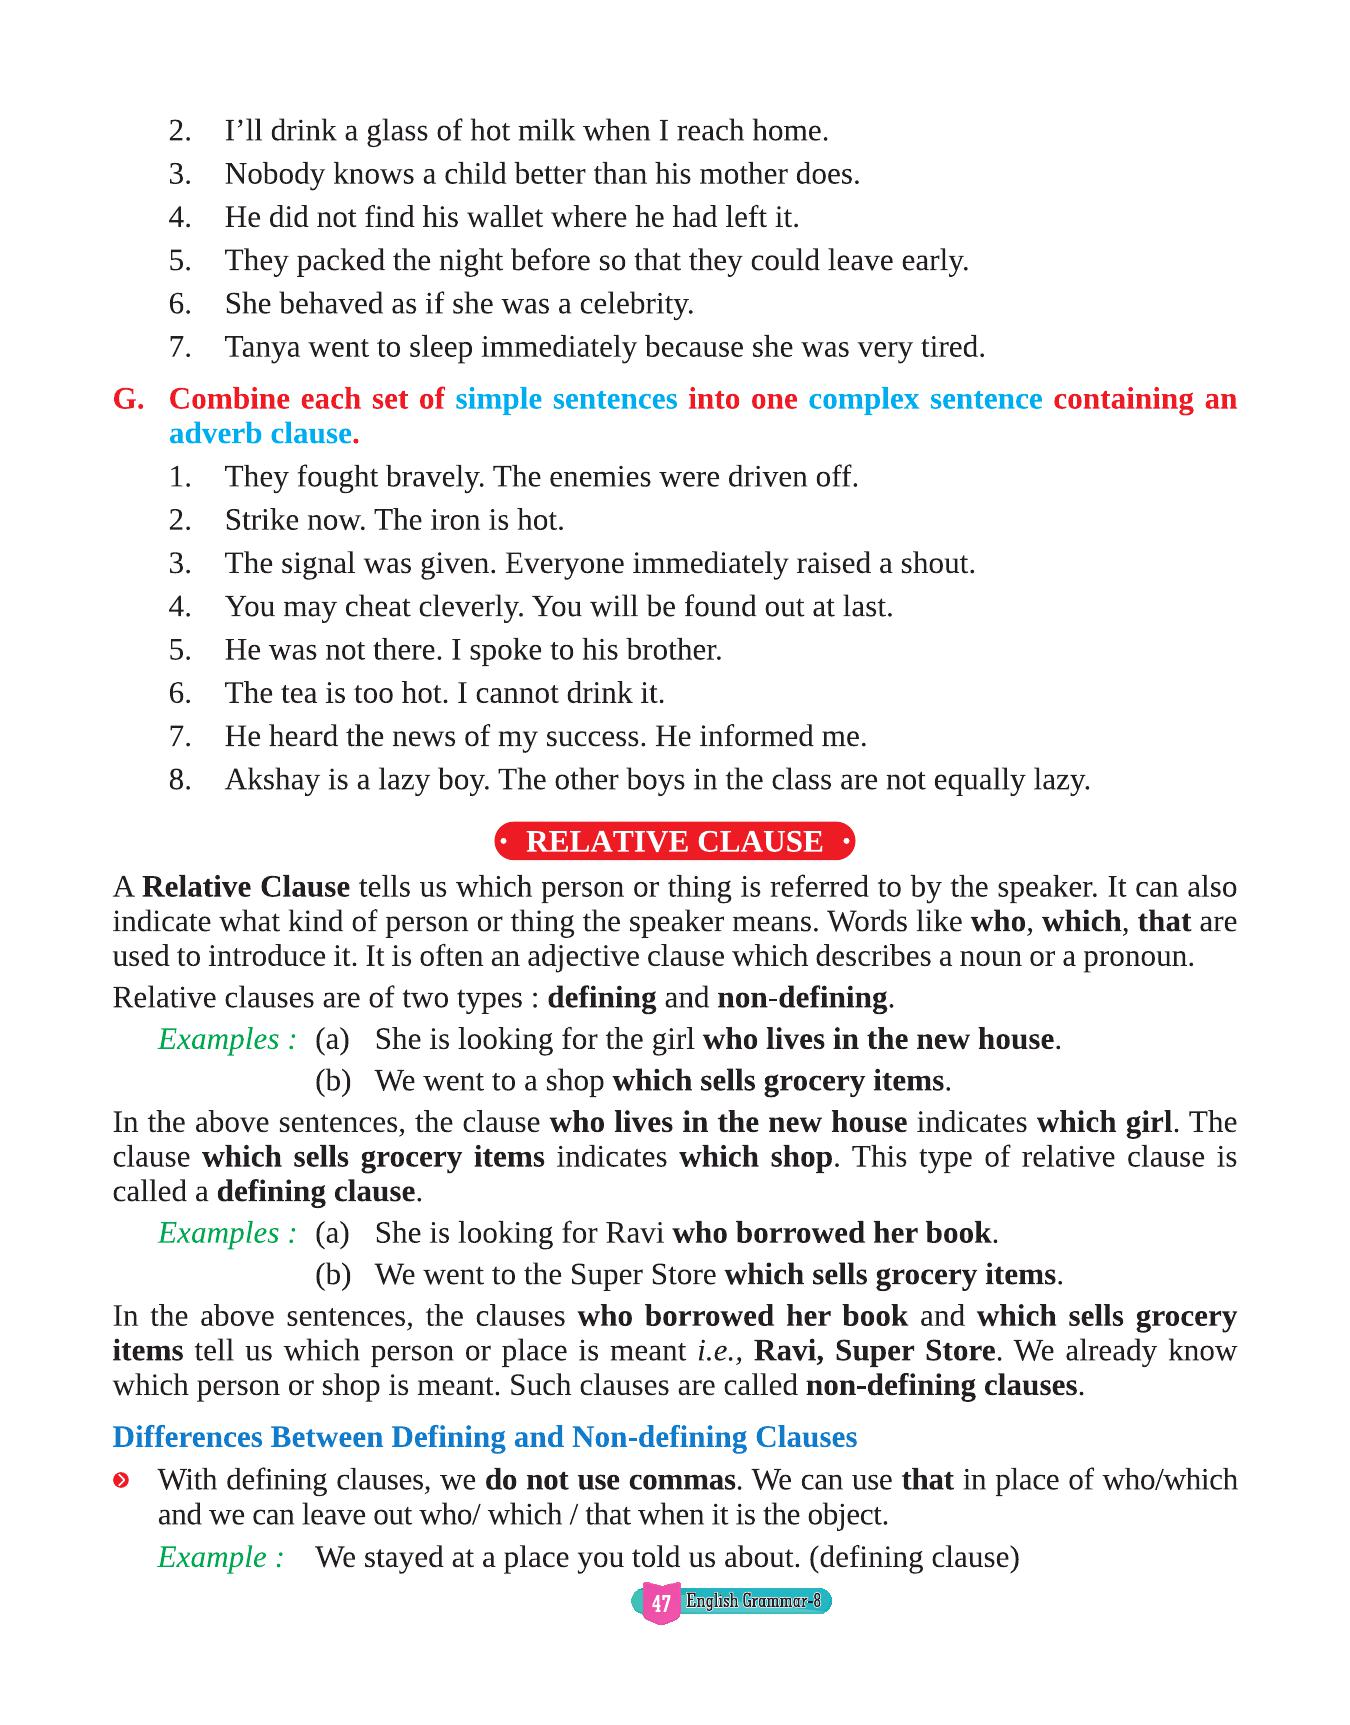 2. I’ll drink a glass of hot milk when I reach home.
3. Nobody knows a child better than his mother does.
4. He did not find his wallet where he had left it.
5. They packed the night before so that they could leave early.
6. She behaved as if she was a celebrity.
7. Tanya went to sleep immediately because she was very tired.
G. Combine each set of simple sentences into one complex sentence containing an
adverb clause.
1. They fought bravely. The enemies were driven off.
2. Strike now. The iron is hot.
3. The signal was given. Everyone immediately raised a shout.
4. You may cheat cleverly. You will be found out at last.
5. He was not there. I spoke to his brother.
6. The tea is too hot. I cannot drink it.
7. He heard the news of my success. He informed me.
8. Akshay is a lazy boy. The other boys in the class are not equally lazy.
• RELATIVE CLAUSE •
A Relative Clause tells us which person or thing is referred to by the speaker. It can also
indicate what kind of person or thing the speaker means. Words like who, which, that are
used to introduce it. It is often an adjective clause which describes a noun or a pronoun.
Relative clauses are of two types : defining and non-defining.
Examples : (a) She is looking for the girl who lives in the new house.
(b) We went to a shop which sells grocery items.
In the above sentences, the clause who lives in the new house indicates which girl. The
clause which sells grocery items indicates which shop. This type of relative clause is
called a defining clause.
Examples : (a) She is looking for Ravi who borrowed her book.
(b) We went to the Super Store which sells grocery items.
In the above sentences, the clauses who borrowed her book and which sells grocery
items tell us which person or place is meant i.e., Ravi, Super Store. We already know
which person or shop is meant. Such clauses are called non-defining clauses.
Differences Between Defining and Non-defining Clauses
With defining clauses, we do not use commas. We can use that in place of who/which
and we can leave out who/ which / that when it is the object.
Example : We stayed at a place you told us about. (defining clause)
47 English Grammar-8